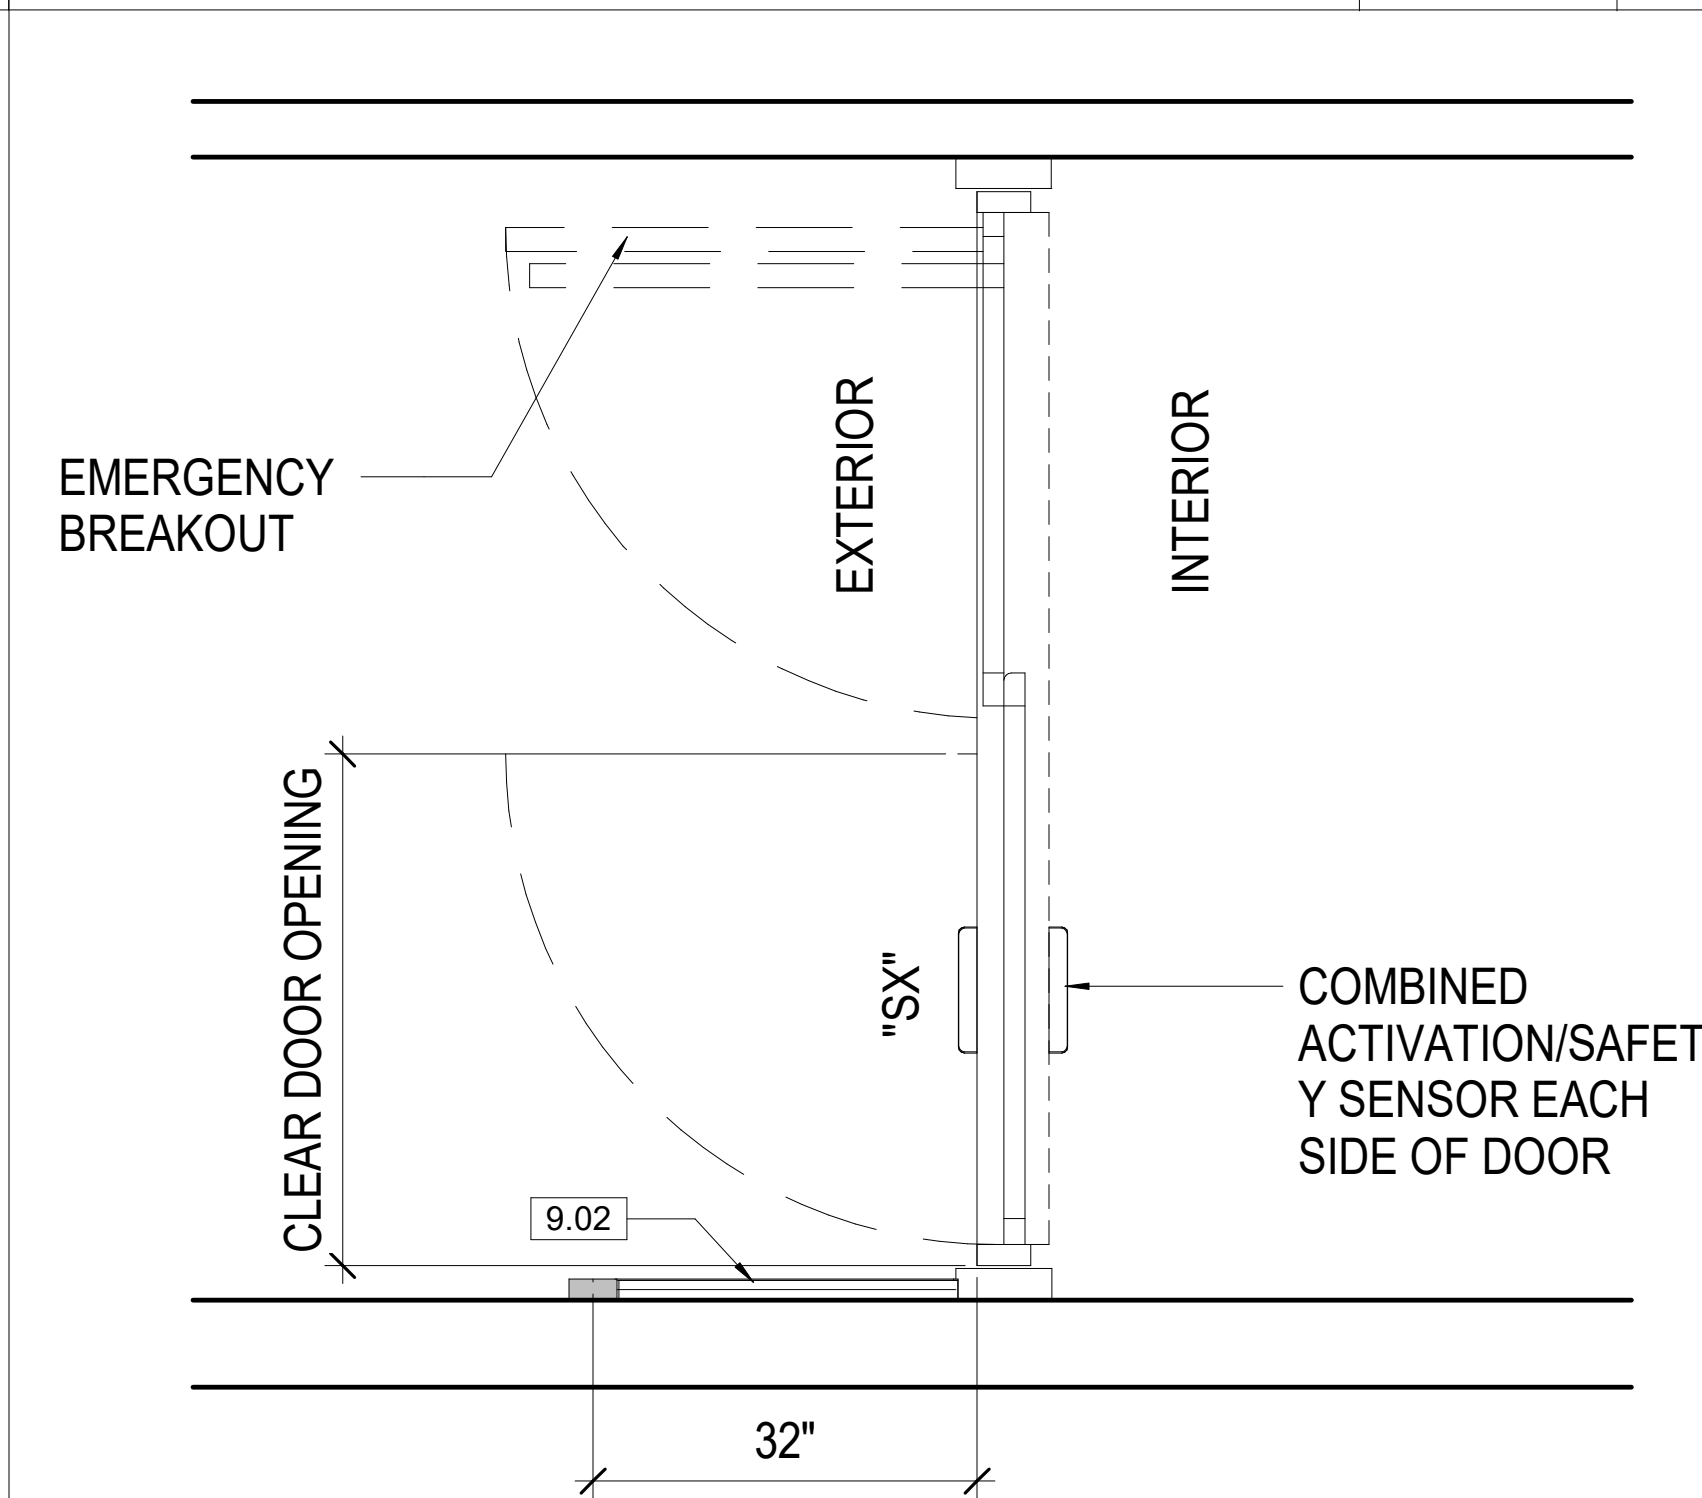 EMERGENCY
BREAKOUT
EXTERIOR
INTERIOR
CLEAR DOOR OPENING
"SX"
COMBINED
ACTIVATION/SAFET
Y SENSOR EACH
SIDE OF DOOR
9.02
32"